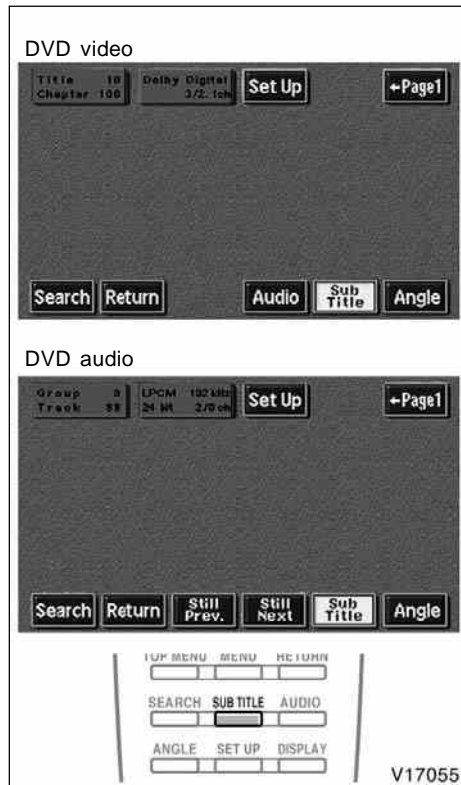 DVD video
Title 10
Chapter 100
Dolby Digital
3/2. 1ch
Set Up
←Page1
Search Return Audio Sub Title Angle
DVD audio
Group 9
Track 99
LPCM 192 kHz
24 bit 2/0 ch
Set Up
←Page1
Search Return Still Prev. Still Next Sub Title Angle
TOP MENU MENU RETURN
SEARCH SUB TITLE AUDIO
ANGLE SET UP DISPLAY
V17055